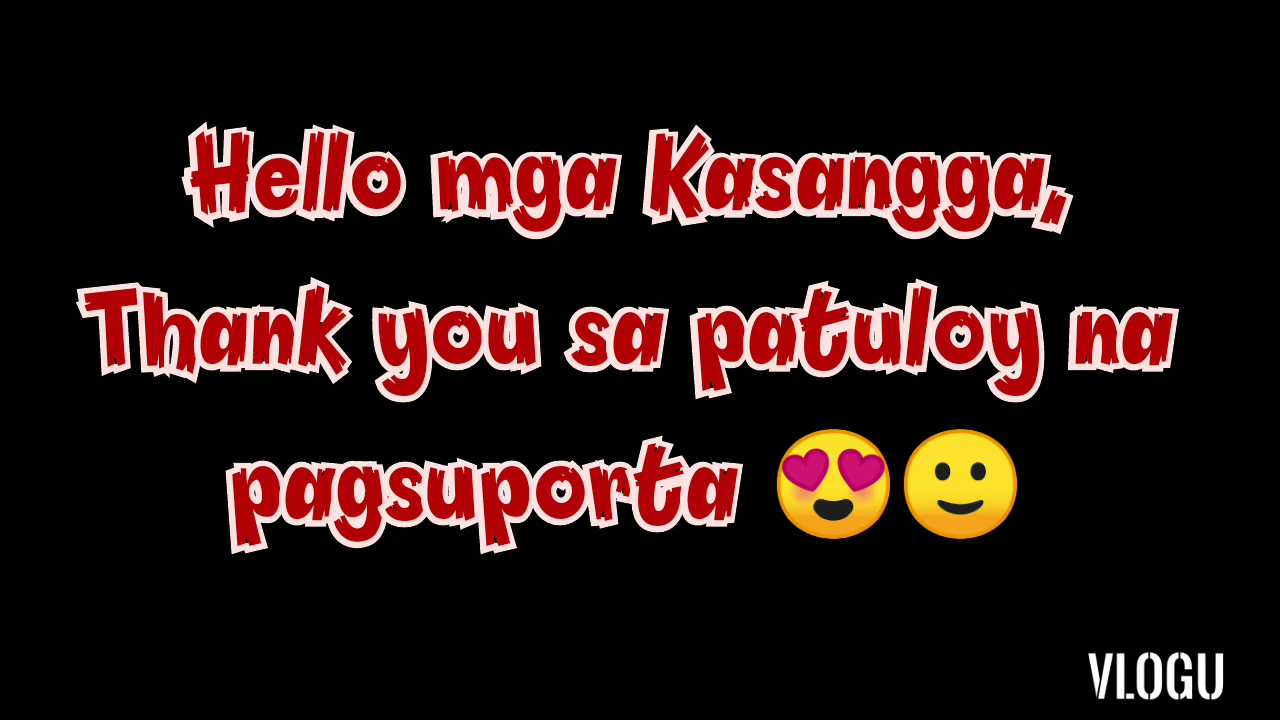 Hello mga Kasangga,
Thank you sa patuloy na
pagsuporta 😍🙂
VLOGU